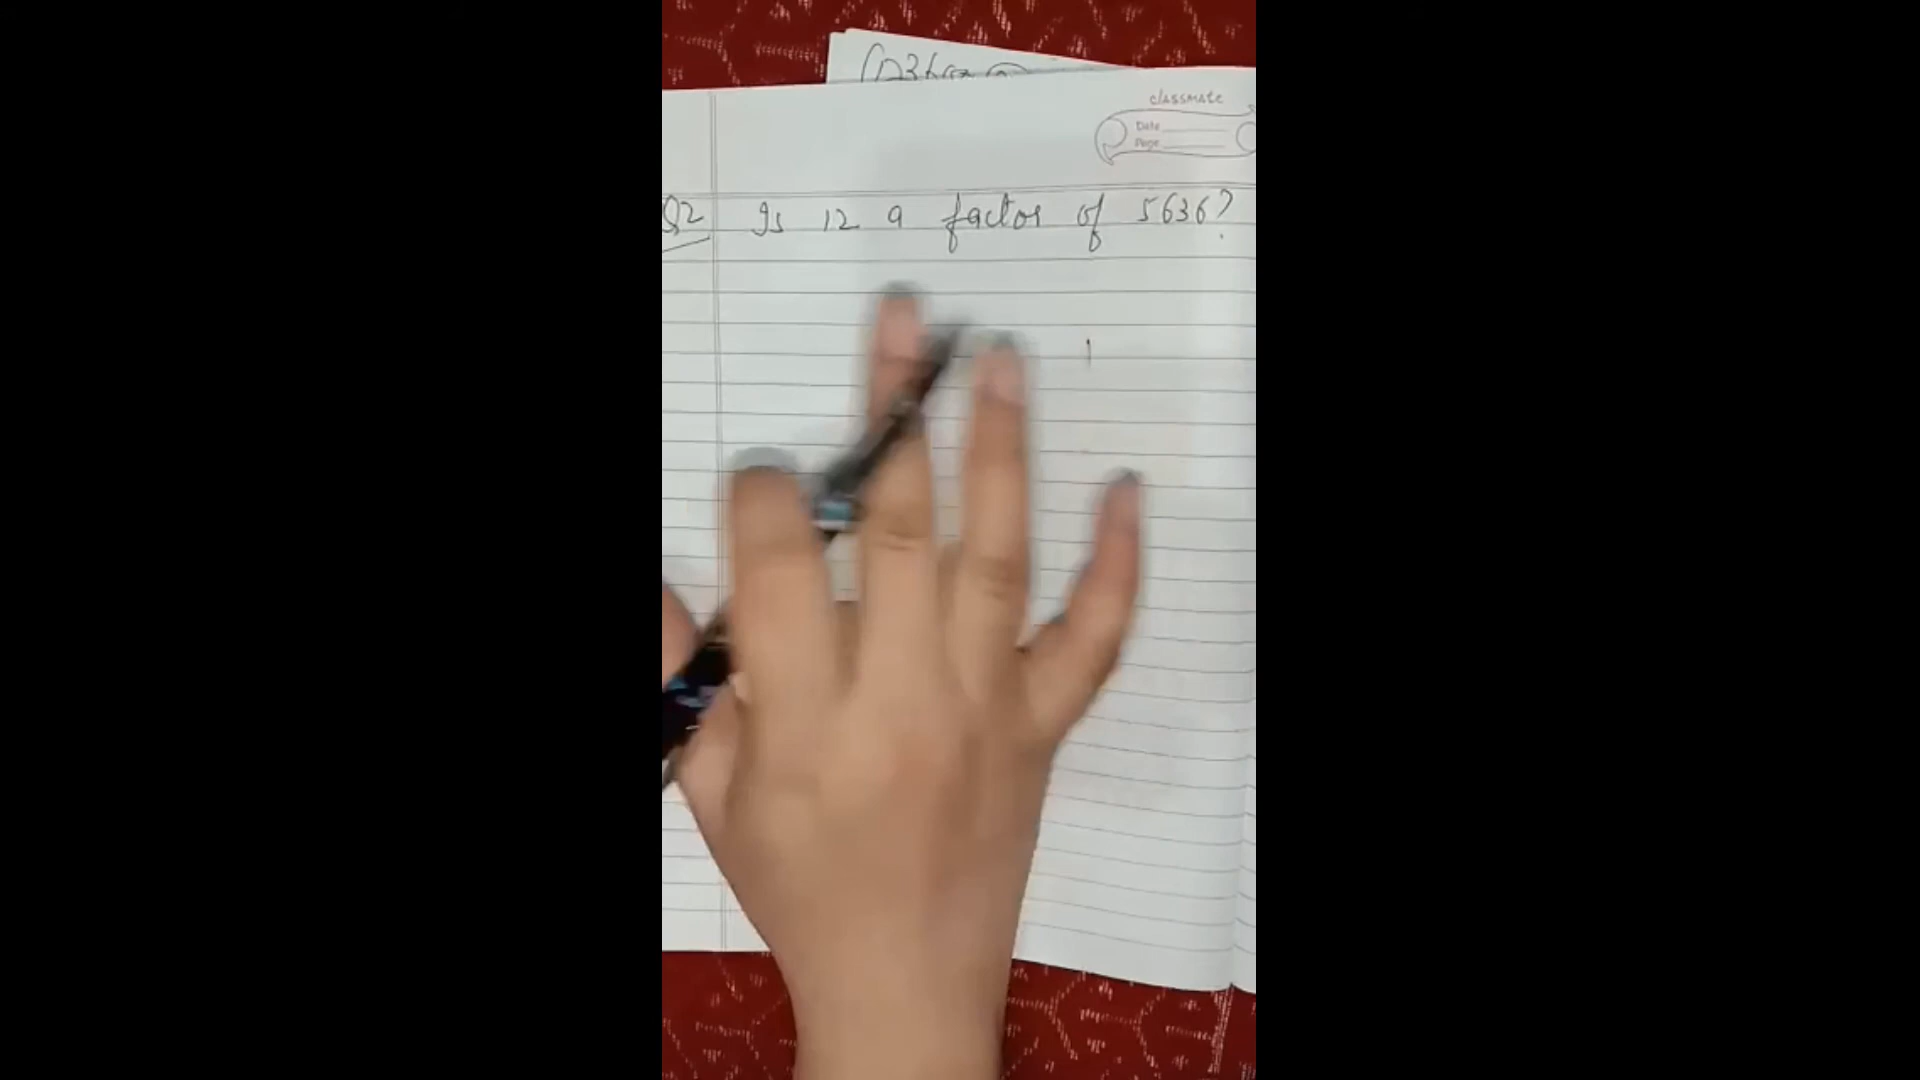 classmate
Date
Page
Q2 Is 12 a factor of 5636?